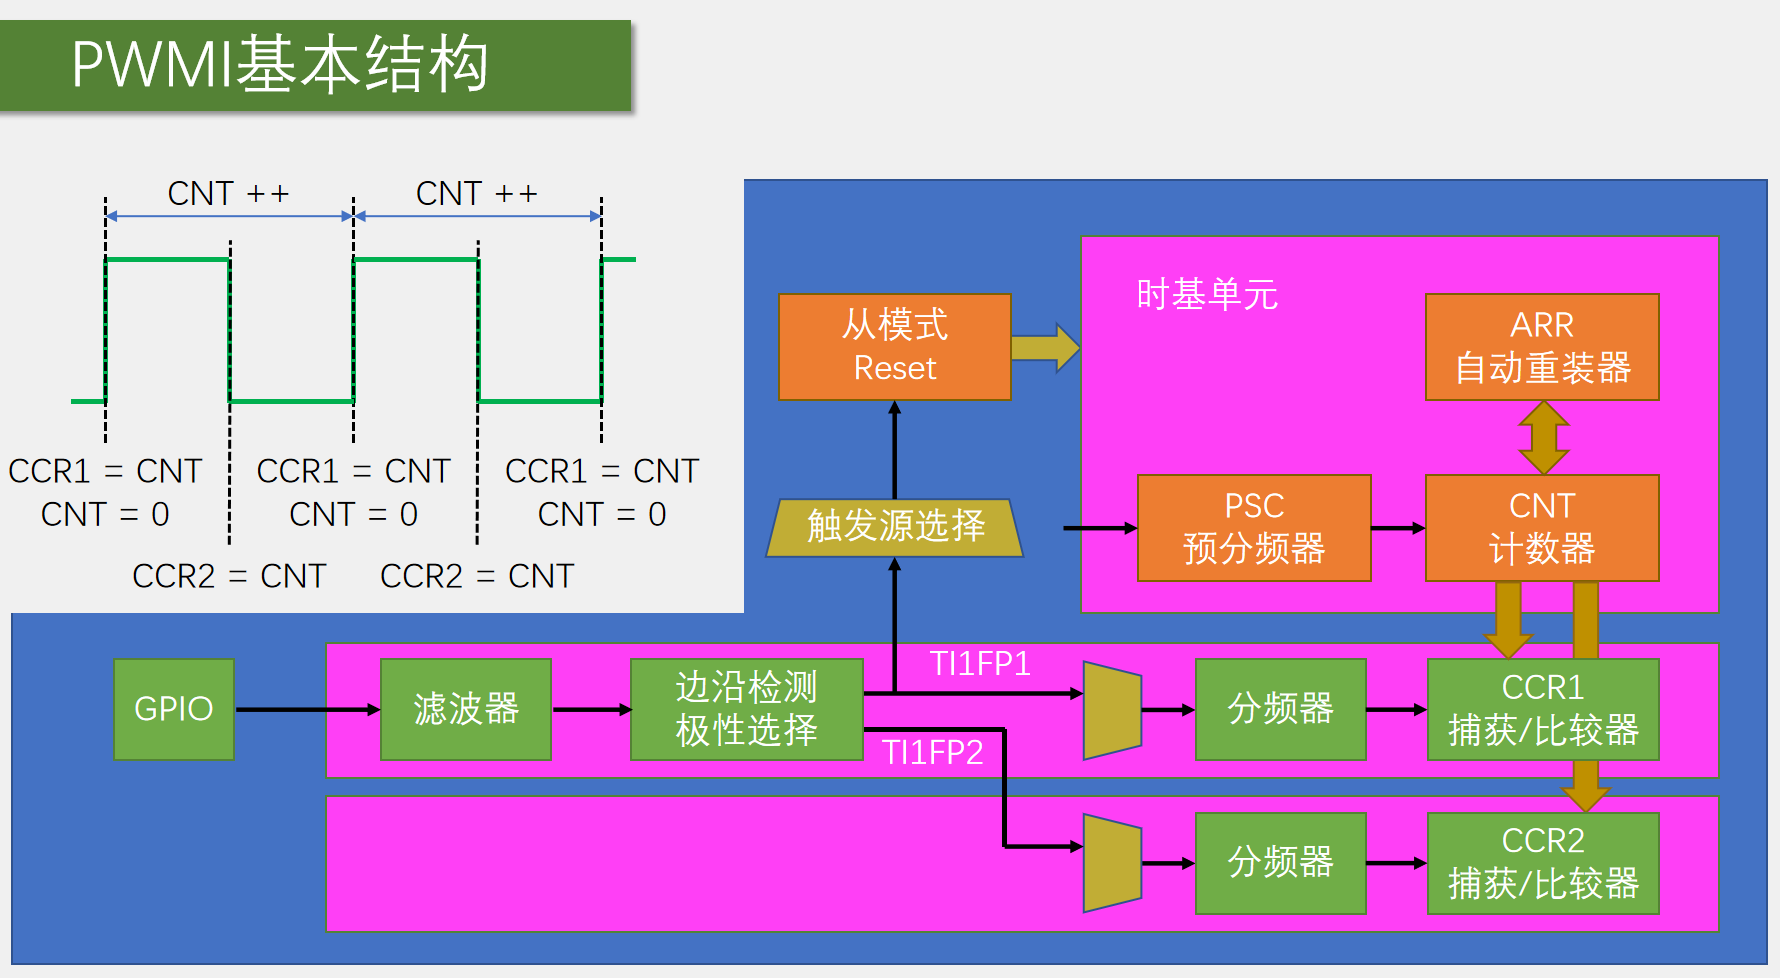 PWMI基本结构
CNT ++
CNT ++
CCR1 = CNT
CNT = 0
CCR1 = CNT
CNT = 0
CCR1 = CNT
CNT = 0
CCR2 = CNT
CCR2 = CNT
从模式
Reset
时基单元
ARR
自动重装器
触发源选择
PSC
预分频器
CNT
计数器
GPIO
滤波器
边沿检测
极性选择
TI1FP1
TI1FP2
分频器
CCR1
捕获/比较器
分频器
CCR2
捕获/比较器